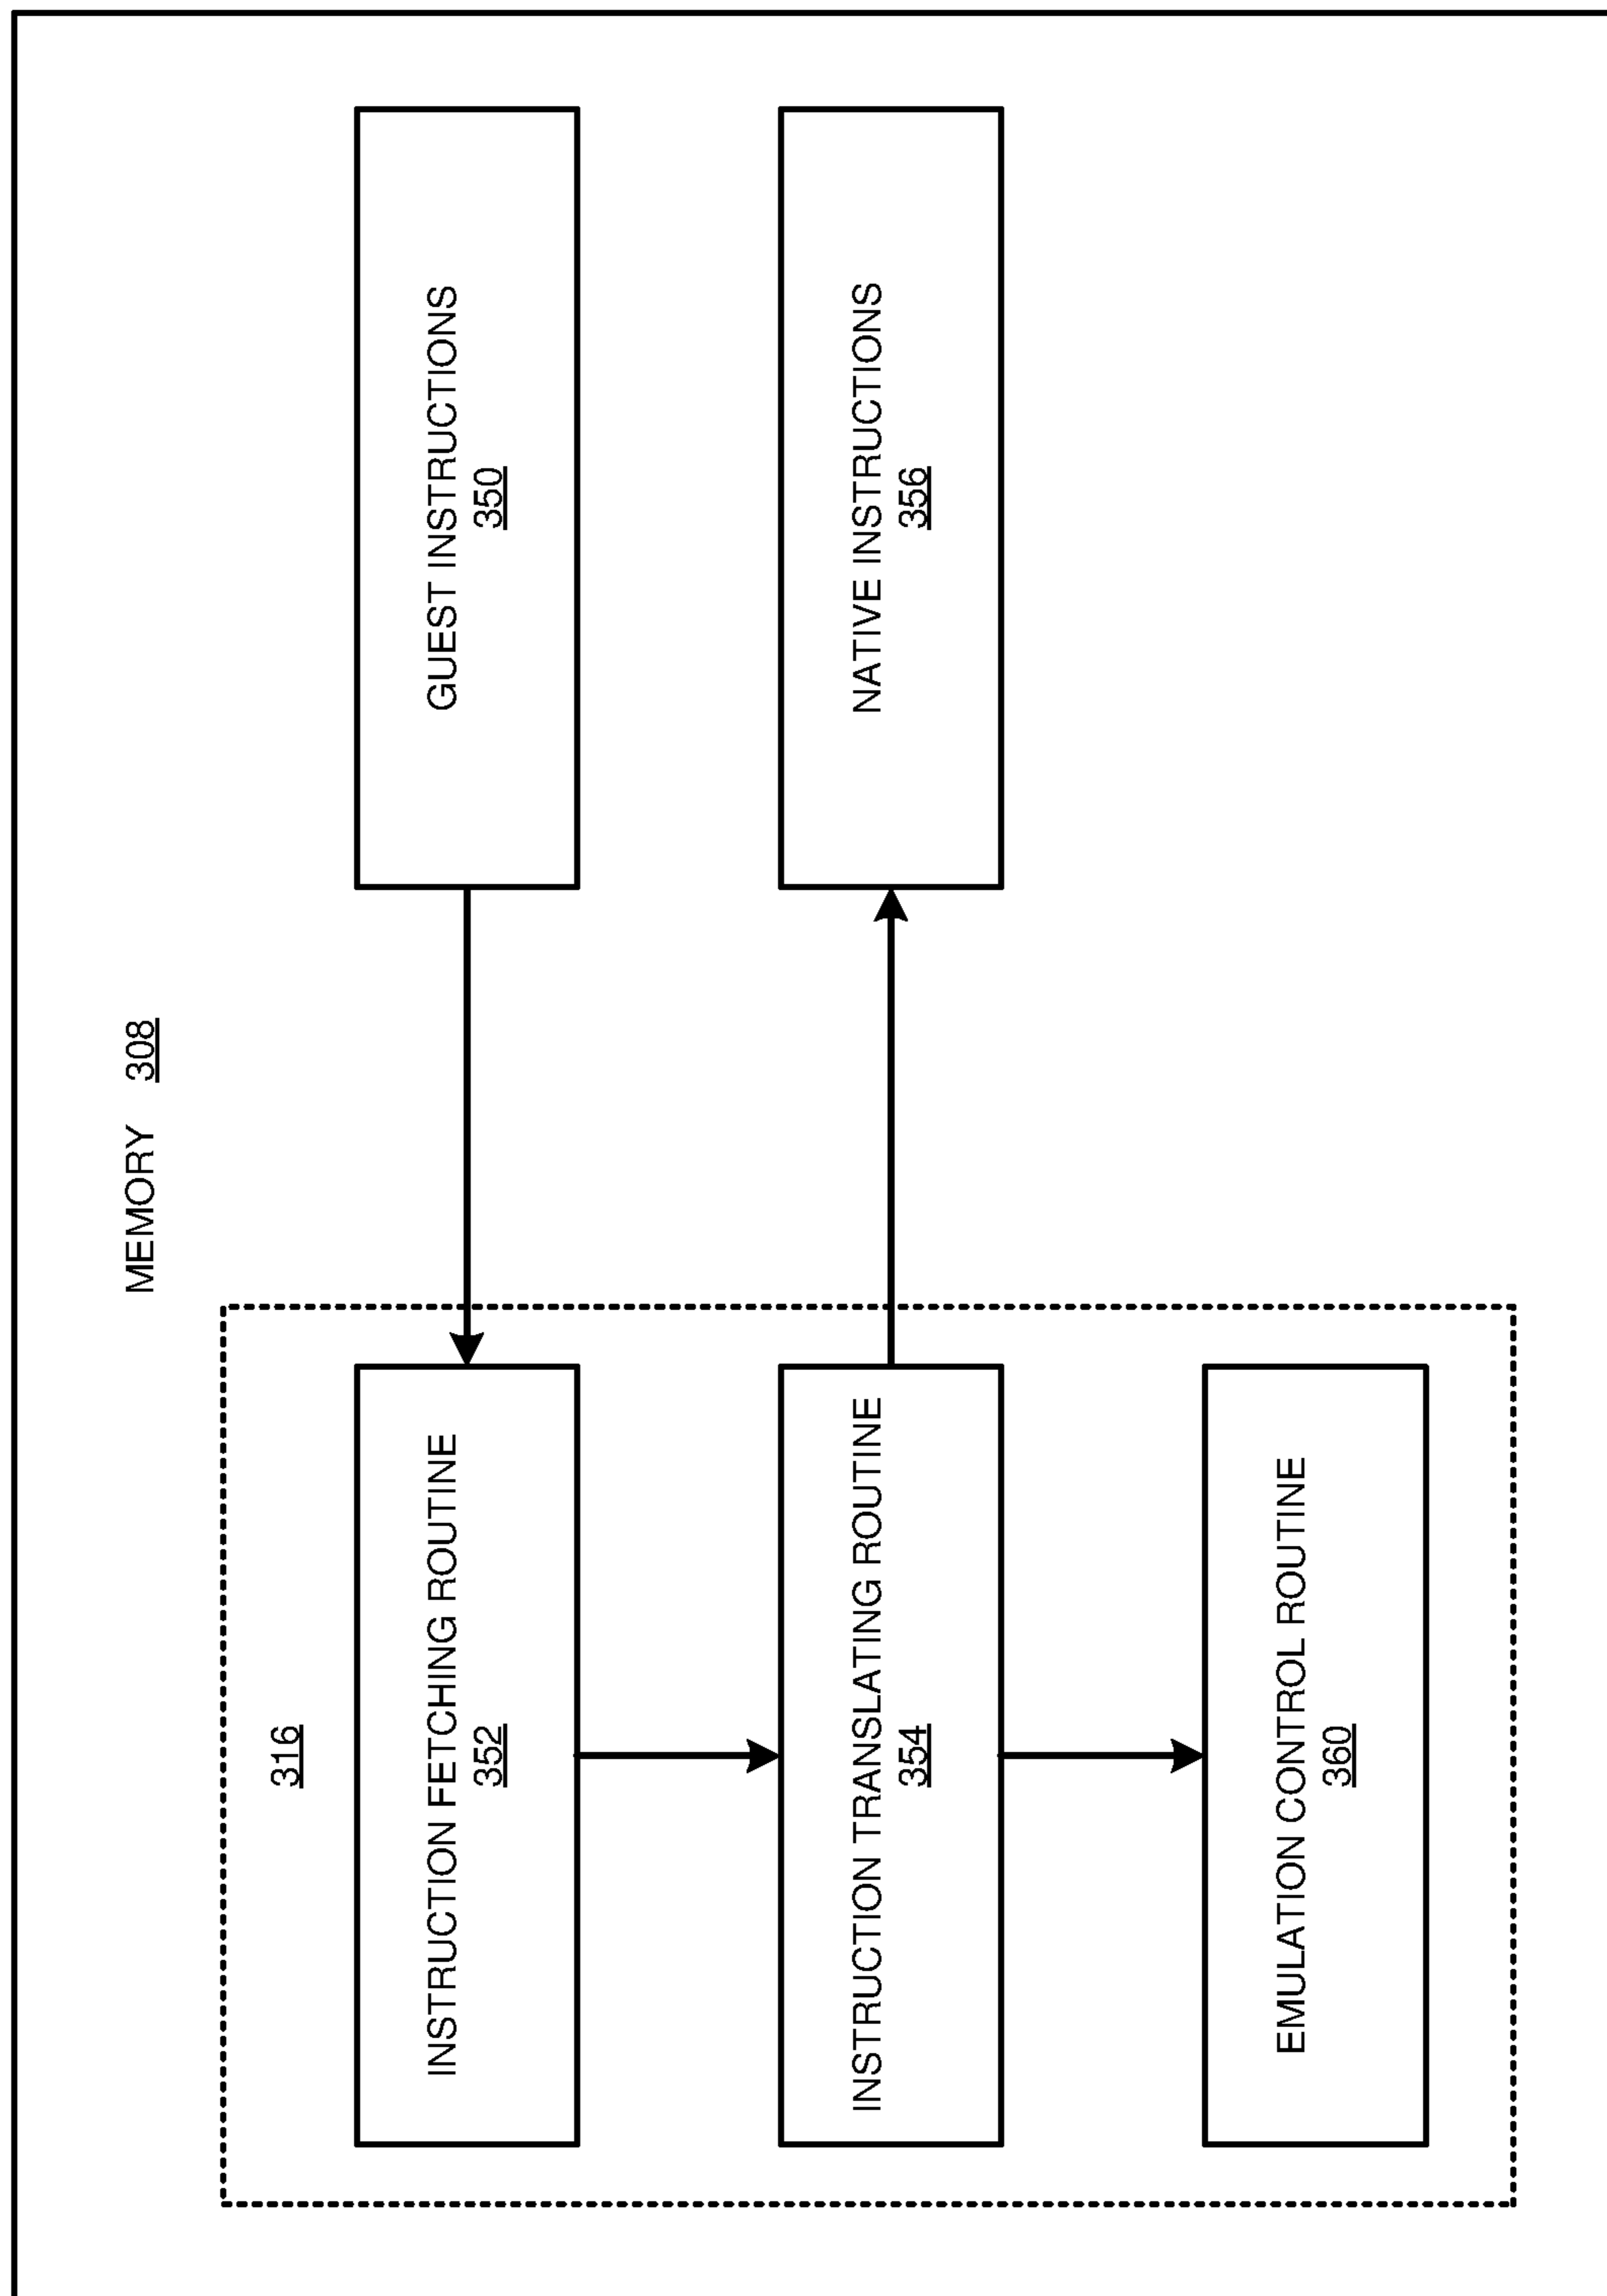 MEMORY 308
316
INSTRUCTION FETCHING ROUTINE
352
GUEST INSTRUCTIONS
350
INSTRUCTION TRANSLATING ROUTINE
354
NATIVE INSTRUCTIONS
356
EMULATION CONTROL ROUTINE
360